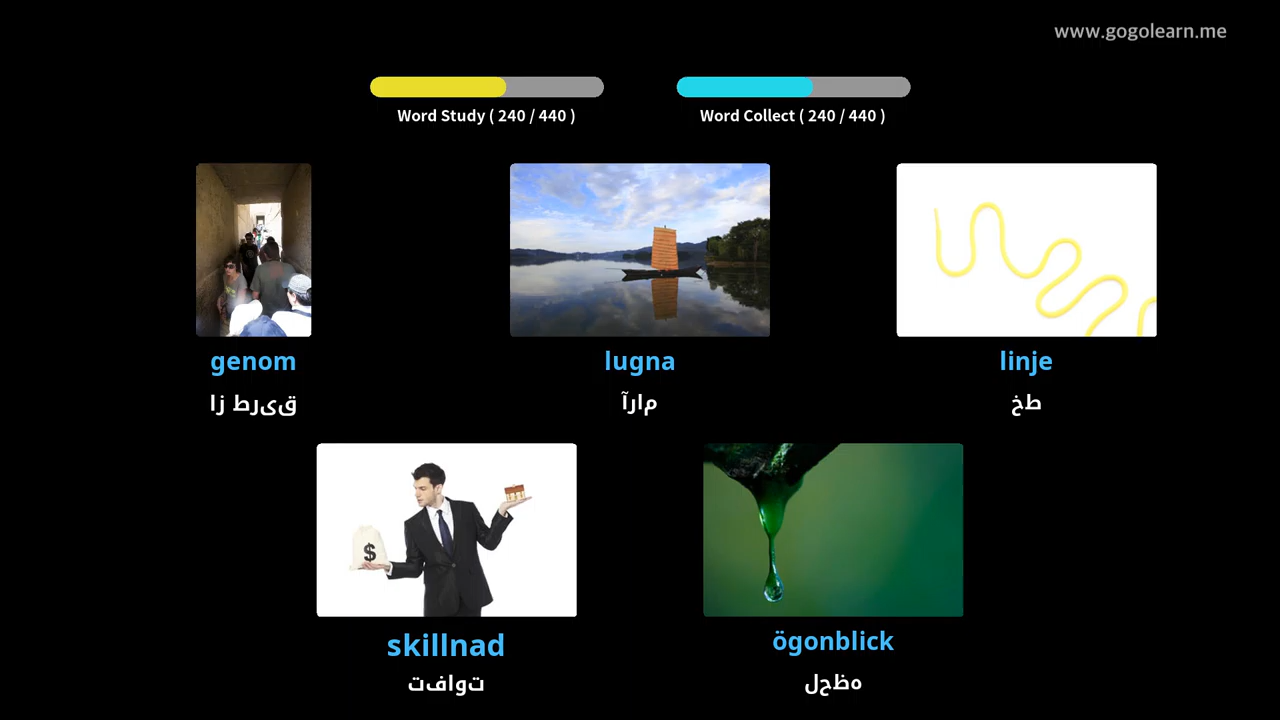 www.gogolearn.me
Word Study ( 240 / 440 )
Word Collect ( 240 / 440 )
genom
قیرط زا
lugna
مارآ
linje
طخ
skillnad
توافت
ögonblick
هظحل